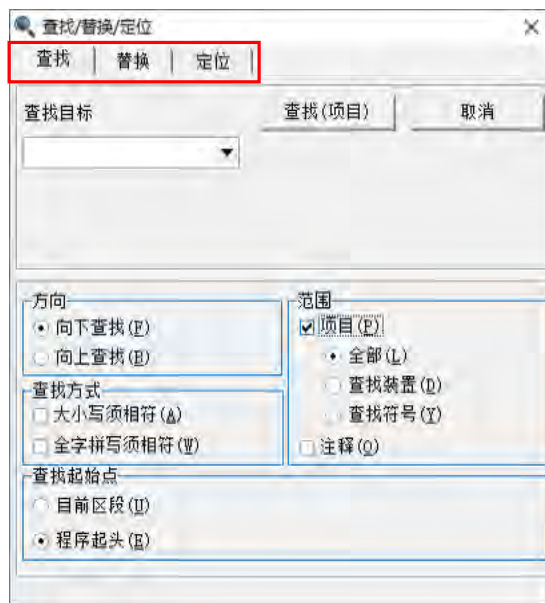 查找/替换/定位
查找 替换 定位
查找目标 查找(项目) 取消
方向
向下查找(F)
向上查找(B)
查找方式
大小写须相符(A)
全字拼写须相符(W)
范围
项目(P)
全部(L)
查找装置(D)
查找符号(Y)
注释(O)
查找起始点
目前区段(U)
程序起头(E)